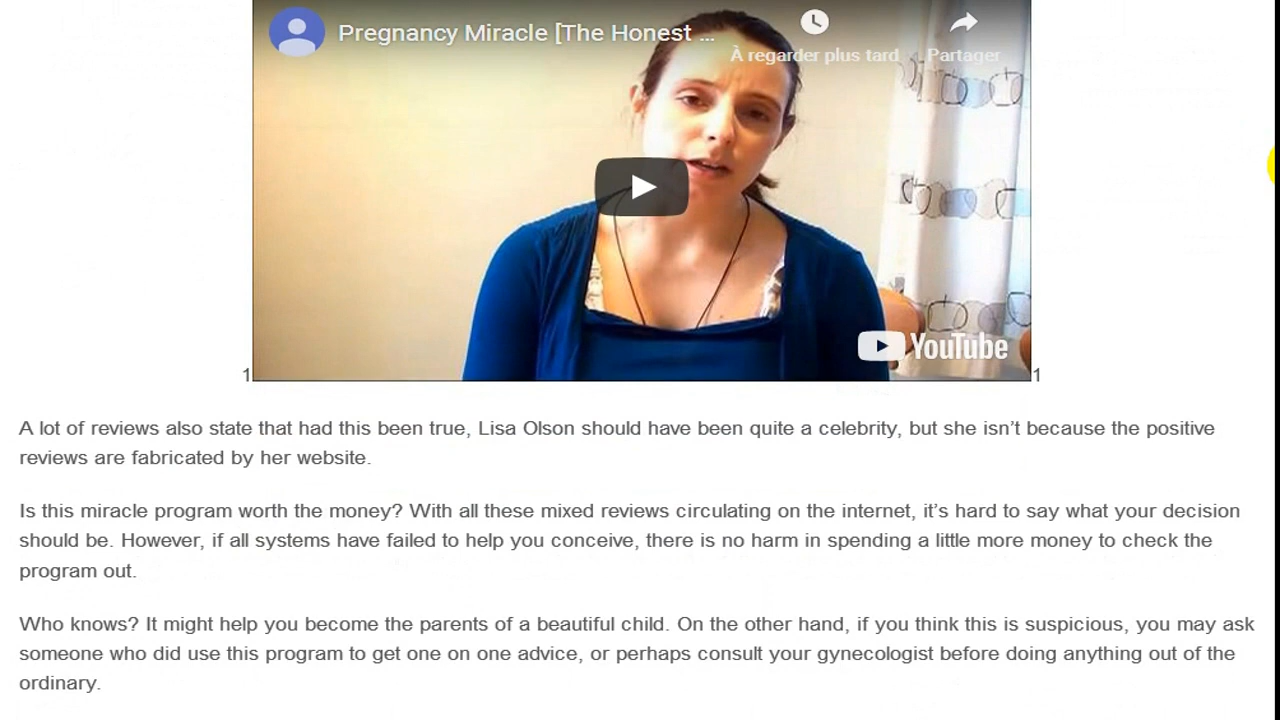 Pregnancy Miracle [The Honest ...
À regarder plus tard
Partager
YouTube
1
1
A lot of reviews also state that had this been true, Lisa Olson should have been quite a celebrity, but she isn’t because the positive
reviews are fabricated by her website.
Is this miracle program worth the money? With all these mixed reviews circulating on the internet, it’s hard to say what your decision
should be. However, if all systems have failed to help you conceive, there is no harm in spending a little more money to check the
program out.
Who knows? It might help you become the parents of a beautiful child. On the other hand, if you think this is suspicious, you may ask
someone who did use this program to get one on one advice, or perhaps consult your gynecologist before doing anything out of the
ordinary.